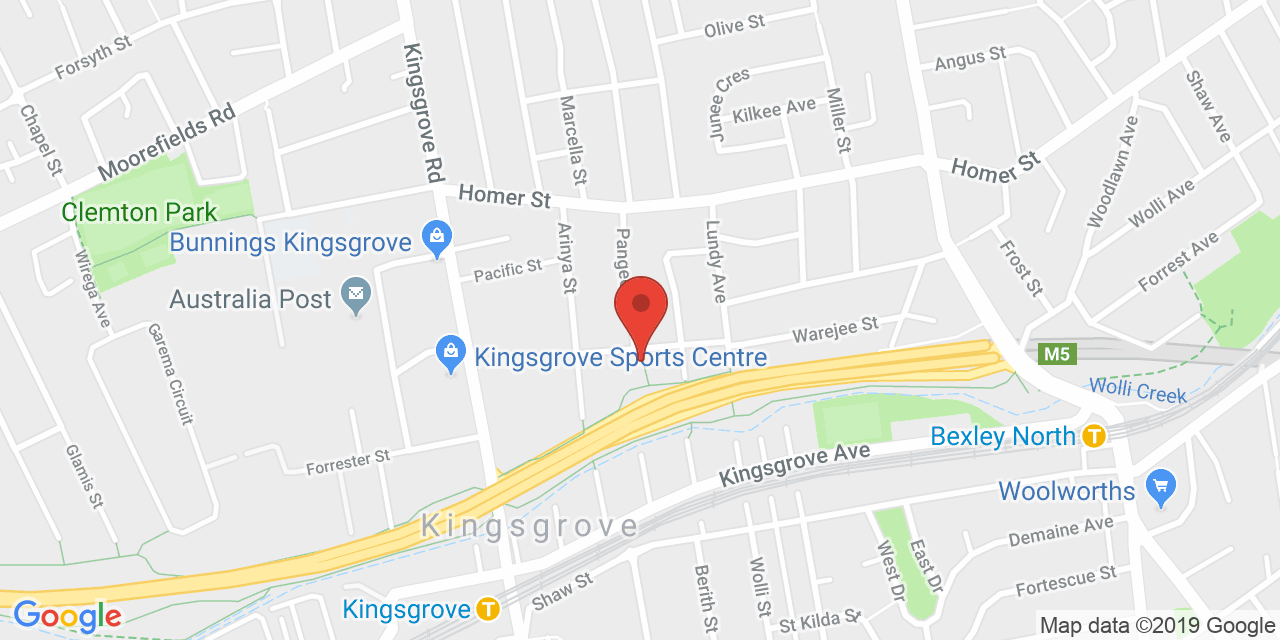 Olive St
Forsyth St
Kingsgrove Rd
Angus St
Junee Cres
Kilkee Ave
Miller St
Shaw Ave
Chapel St
Moorefields Rd
Marcella St
Woodlawn Ave
Homer St
Homer St
Wolli Ave
Clemton Park
Bunnings Kingsgrove
Arinya St
Lundy Ave
Frost St
Forrest Ave
Wirega Ave
Pacific St
Australia Post
Garema Circuit
Warejee St
Kingsgrove Sports Centre
M5
Wolli Creek
Bexley North
T
Forrester St
Kingsgrove Ave
Glamis St
Woolworths
Kingsgrove
Demaine Ave
West Dr
East Dr
Shaw St
Berith St
Wolli St
Fortescue St
Kingsgrove
T
St Kilda St
Google
Map data ©2019 Google